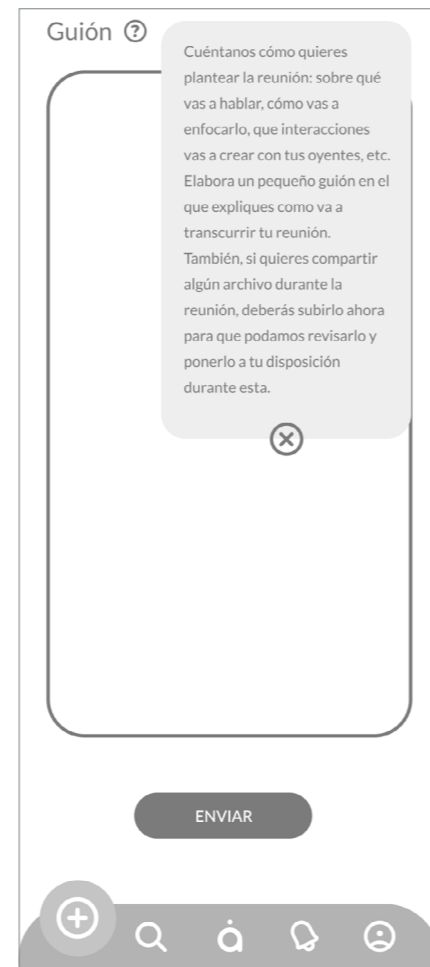 Guión ?
Cuéntanos cómo quieres
plantear la reunión: sobre qué
vas a hablar, cómo vas a
enfocarlo, que interacciones
vas a crear con tus oyentes, etc.
Elabora un pequeño guión en el
que expliques como va a
transcurrir tu reunión.
También, si quieres compartir
algún archivo durante la
reunión, deberás subirlo ahora
para que podamos revisarlo y
ponerlo a tu disposición
durante esta.
ENVIAR